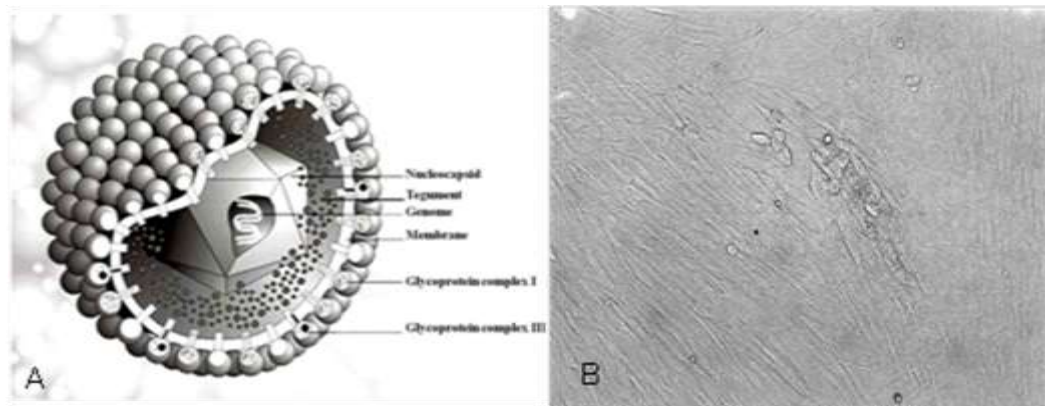 Nucleocapsid
Tegument
Genome
Membrane
Glycoprotein complex I
Glycoprotein complex III
A
B